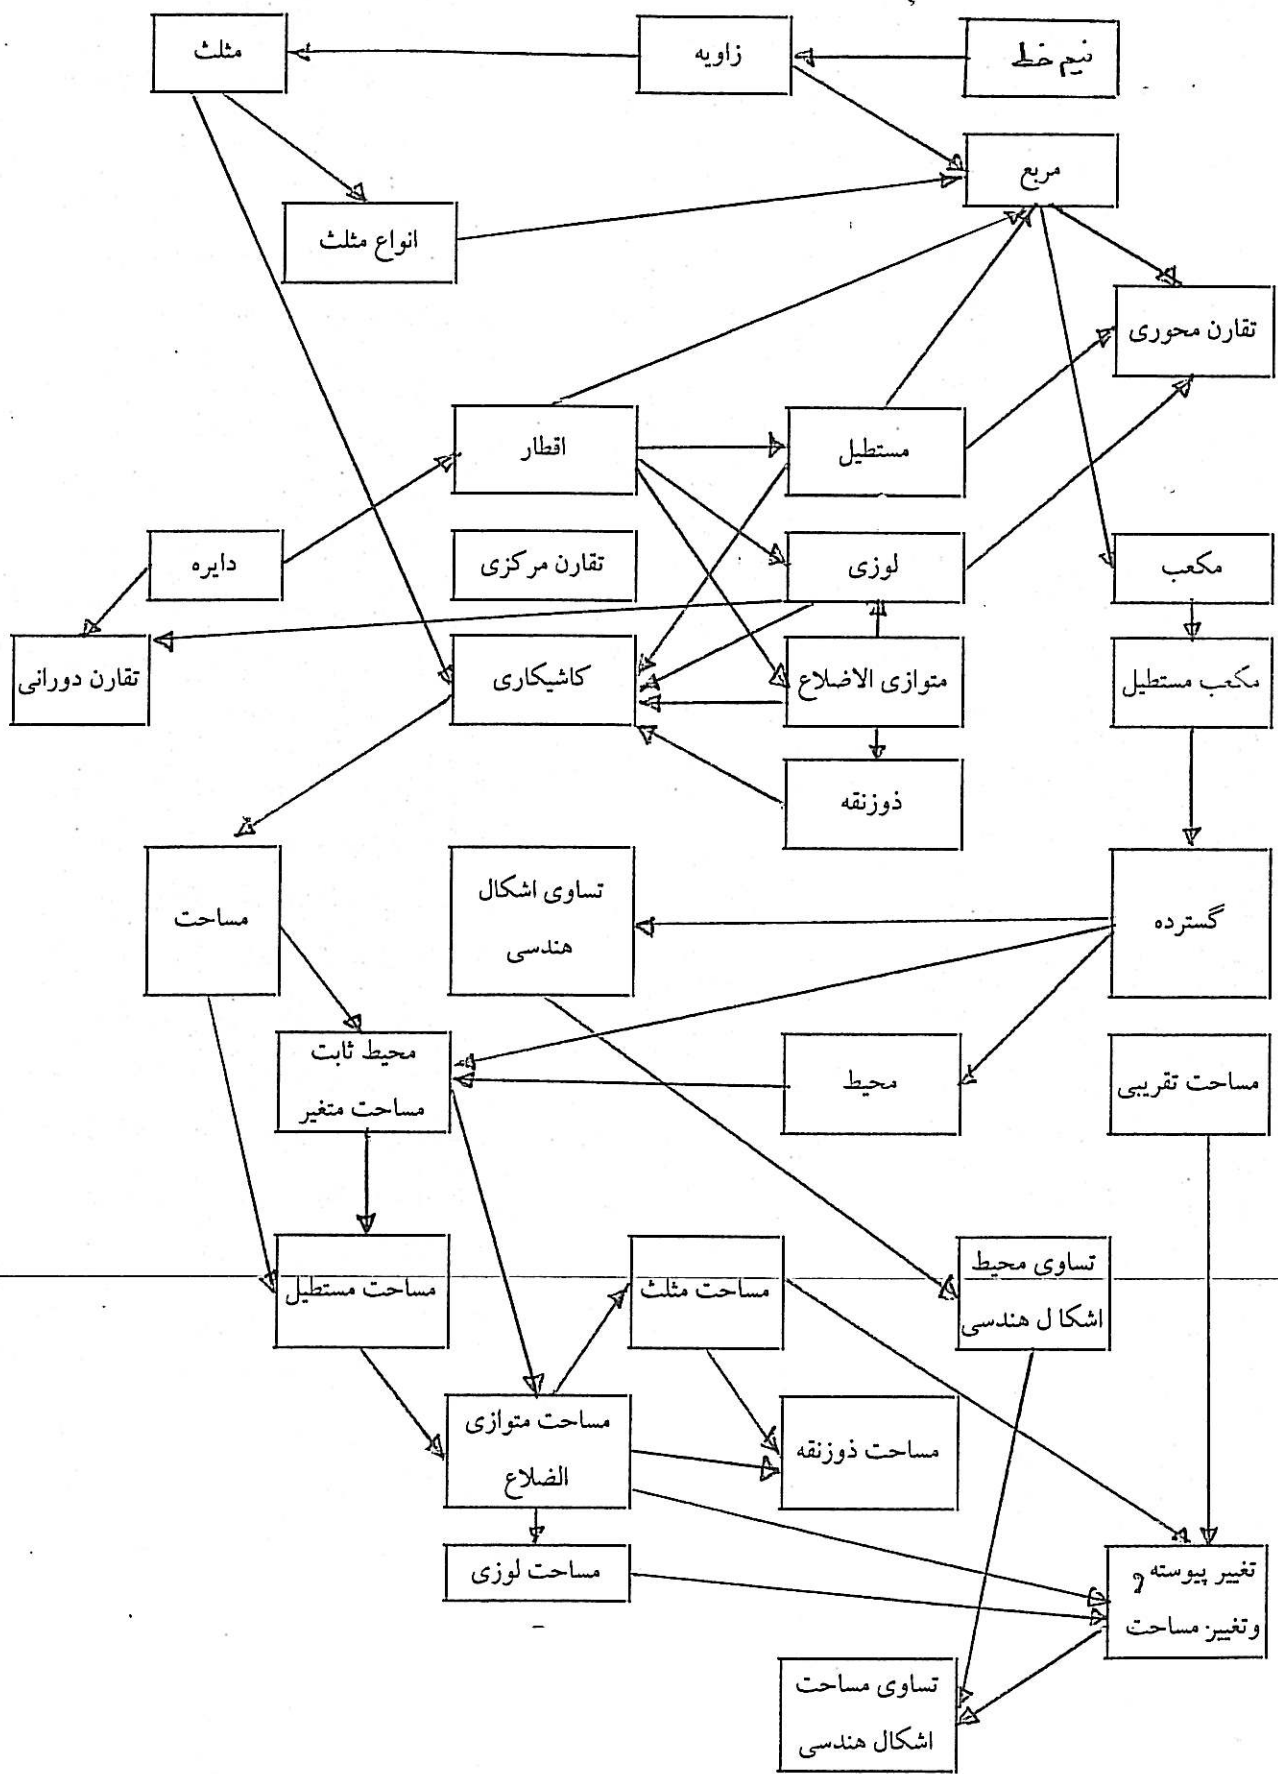 نیم خط
زاویه
مثلث
مربع
انواع مثلث
تقارن محوری
اقطار
مستطیل
دایره
تقارن مرکزی
لوزی
مکعب
تقارن دورانی
کاشیکاری
متوازی الاضلاع
مکعب مستطیل
ذوزنقه
مساحت
تساوی اشکال
هندسی
گسترده
محیط ثابت
مساحت متغیر
محیط
مساحت تقریبی
مساحت مستطیل
مساحت مثلث
تساوی محیط
اشکال هندسی
مساحت متوازی
الضلاع
مساحت ذوزنقه
مساحت لوزی
تغییر پیوسته و
وتغییر مساحت
تساوی مساحت
اشکال هندسی